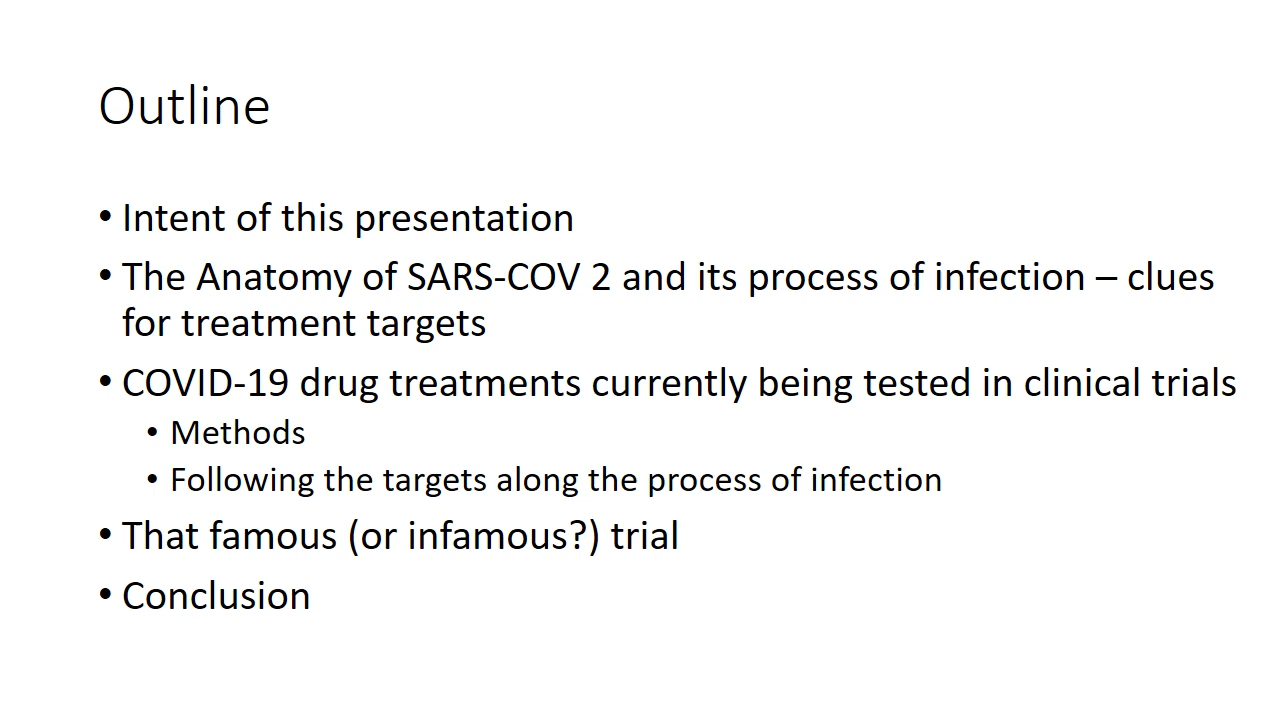 Outline
• Intent of this presentation
• The Anatomy of SARS-COV 2 and its process of infection – clues
for treatment targets
• COVID-19 drug treatments currently being tested in clinical trials
• Methods
• Following the targets along the process of infection
• That famous (or infamous?) trial
• Conclusion